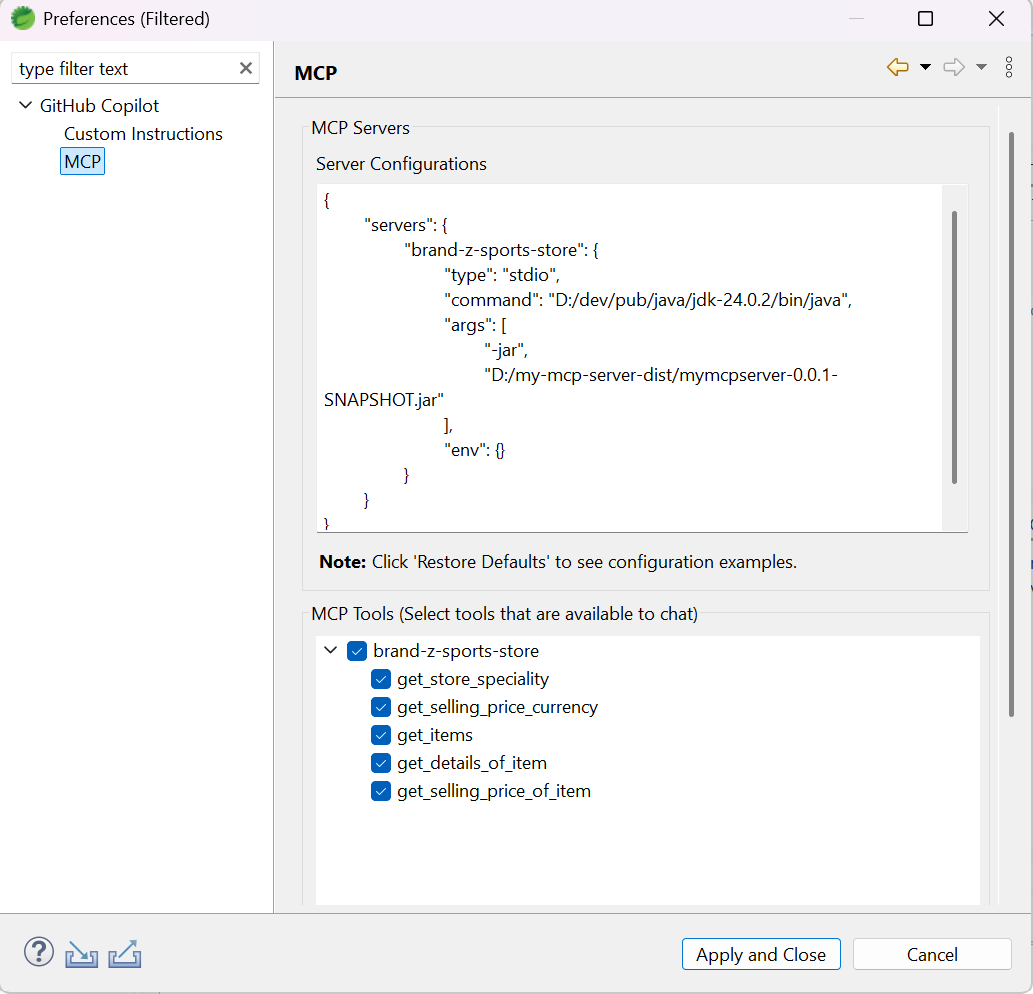 Preferences (Filtered)
type filter text
GitHub Copilot
Custom Instructions
MCP
MCP
MCP Servers
Server Configurations
{
"servers": {
"brand-z-sports-store": {
"type": "stdio",
"command": "D:/dev/pub/java/jdk-24.0.2/bin/java",
"args": [
"-jar",
"D:/my-mcp-server-dist/mymcpserver-0.0.1-
SNAPSHOT.jar"
],
"env": {}
}
}
}
Note: Click 'Restore Defaults' to see configuration examples.
MCP Tools (Select tools that are available to chat)
brand-z-sports-store
get_store_speciality
get_selling_price_currency
get_items
get_details_of_item
get_selling_price_of_item
Apply and Close
Cancel